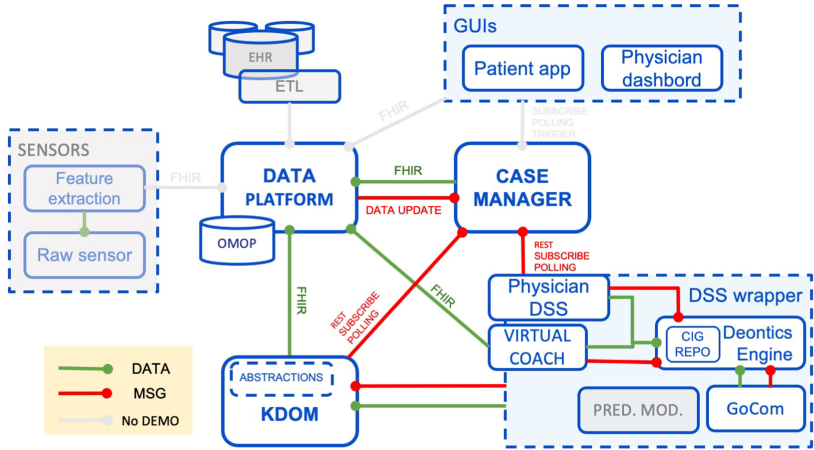 GUIs
Patient app
Physician
dashbord
EHR
ETL
FHIR
SUBSCRIBE
POLLING
TRIGGER
SENSORS
Feature
extraction
Raw sensor
FHIR
DATA
PLATFORM
OMOP
FHIR
DATA UPDATE
CASE
MANAGER
REST
SUBSCRIBE
POLLING
FHIR
REST
SUBSCRIBE
POLLING
FHIR
Physician
DSS
VIRTUAL
COACH
DSS wrapper
CIG
REPO
Deontics
Engine
PRED. MOD.
GoCom
ABSTRACTIONS
KDOM
DATA
MSG
No DEMO